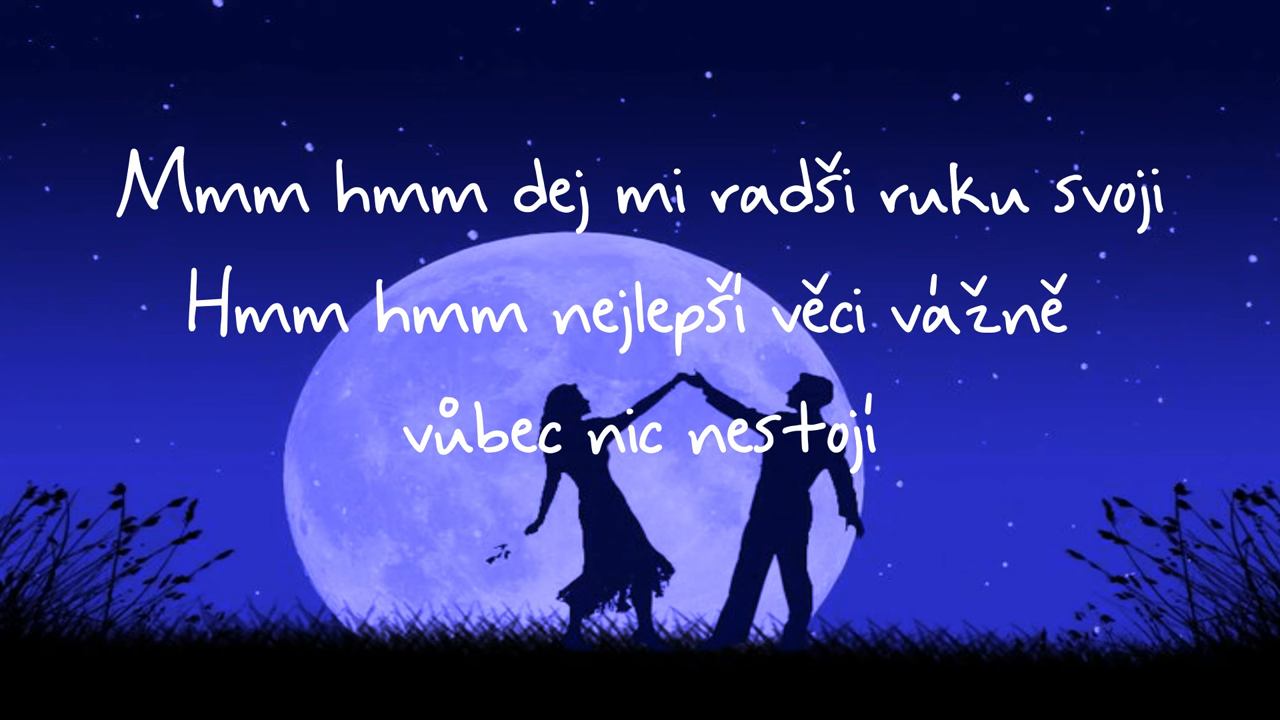 Mmm hmm dej mi radši ruku svoji
Hmm hmm nejlepší věci vážně
vůbec nic nestojí